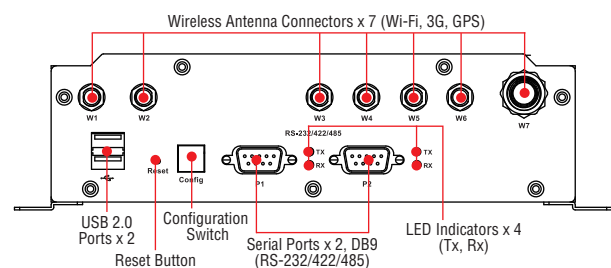 Wireless Antenna Connectors x 7 (Wi-Fi, 3G, GPS)
W1
W2
W3
W4
W5
W6
W7
RS-232/422/485
TX
RX
TX
RX
Reset
Config
P1
P2
USB 2.0
Ports x 2
Reset Button
Configuration
Switch
Serial Ports x 2, DB9
(RS-232/422/485)
LED Indicators x 4
(Tx, Rx)